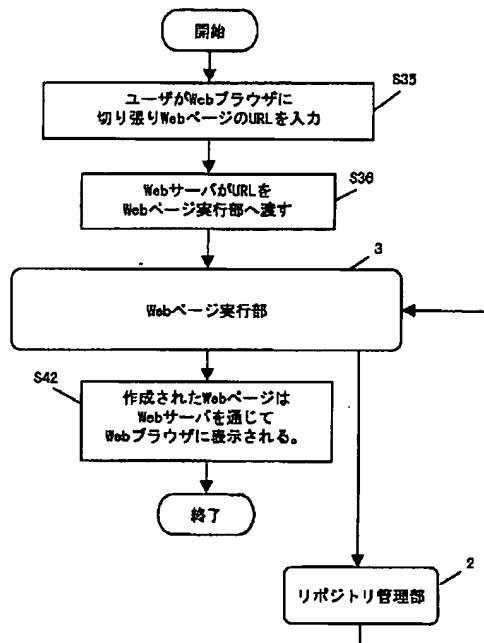 開始
S35
ユーザがWebブラウザに
切り張りWebページのURLを入力
S36
WebサーバがURLを
Webページ実行部へ渡す
3
Webページ実行部
S42
作成されたWebページは
Webサーバを通じて
Webブラウザに表示される。
終了
2
リポジトリ管理部